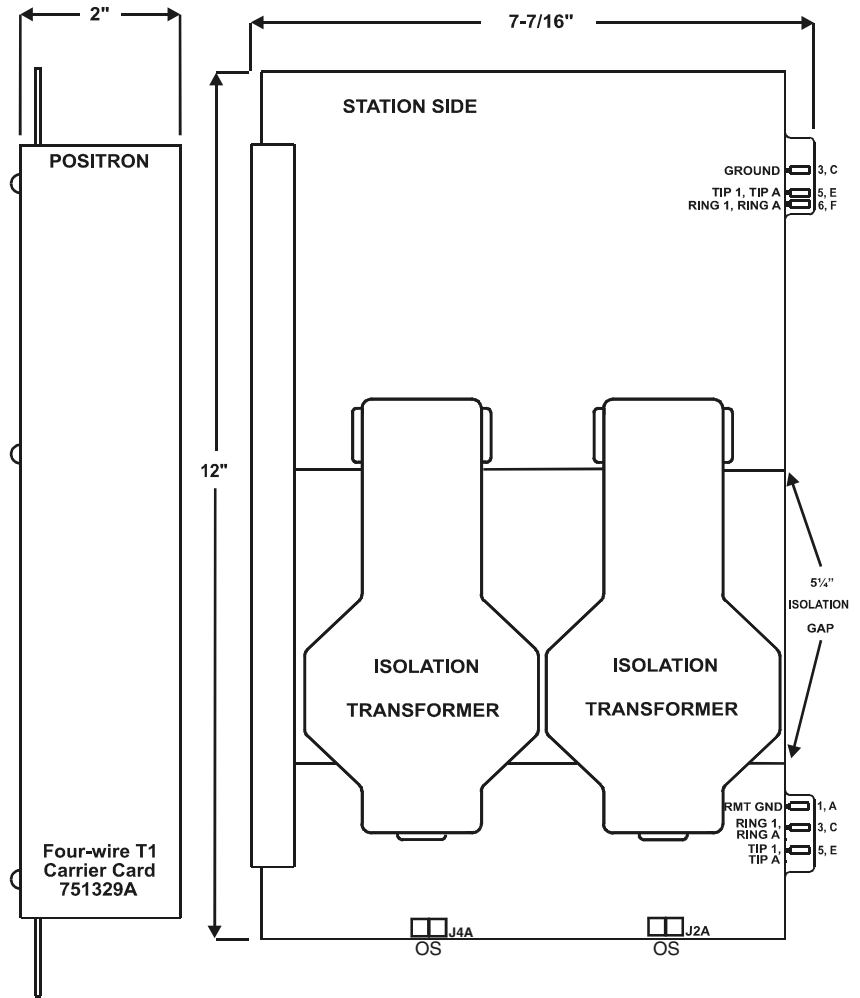 2"
7-7/16"
STATION SIDE
POSITRON
GROUND
3, C
TIP 1, TIP A
5, E
RING 1, RING A
6, F
12"
5¼”
ISOLATION
GAP
ISOLATION
TRANSFORMER
ISOLATION
TRANSFORMER
RMT GND
1, A
RING 1,
RING A
3, C
TIP 1,
TIP A
5, E
Four-wire T1
Carrier Card
751329A
J4A
OS
J2A
OS